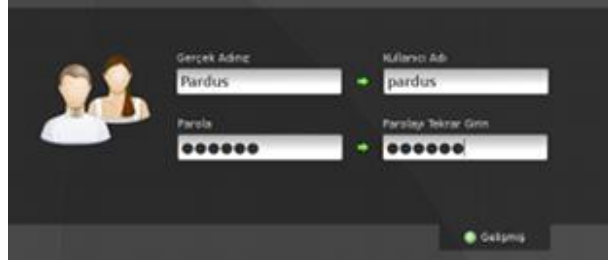 Gerçek Adınız
Kullanıcı Adı
Pardus
pardus
Parola
Parolayı Tekrar Girin
●●●●●●
●●●●●●
Gelişmiş